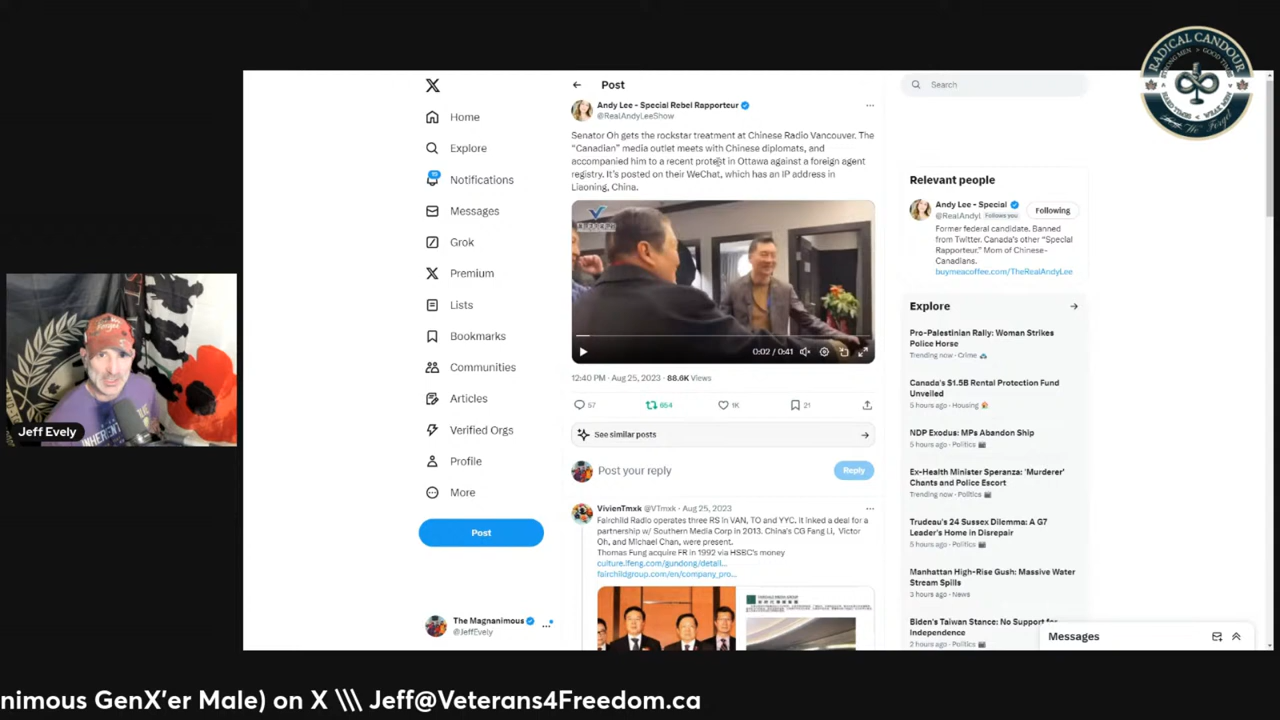 RADICAL CANDOUR
Home
Explore
Notifications
Messages
Grok
Premium
Lists
Bookmarks
Communities
Articles
Verified Orgs
Profile
More
Post
The Magnanimous
@JeffEvely
Post
Andy Lee - Special Rebel Rapporteur
@RealAndyLeeShow
Senator Oh gets the rockstar treatment at Chinese Radio Vancouver. The
“Canadian” media outlet meets with Chinese diplomats, and
accompanied him to a recent protest in Ottawa against a foreign agent
registry. It's posted on their WeChat, which has an IP address in
Liaoning, China.
0:02 / 0:41
12:40 PM · Aug 25, 2023 · 88.6K Views
57 654 1K 21
See similar posts
Post your reply
Reply
VivienTmxk @VTmxk · Aug 25, 2023
Fairchild Radio operates three RS in VAN, TO and YYC. It inked a deal for a
partnership w/ Southern Media Corp in 2013. China's CG Fang Li, Victor
Oh, and Michael Chan, were present.
Thomas Fung acquire FR in 1992 via HSBC's money
culture.ifeng.com/gundong/detail...
fairchildgroup.com/en/company_pro...
Search
Relevant people
Andy Lee - Special
@RealAndyl Follows you
Following
Former federal candidate. Banned
from Twitter. Canada's other “Special
Rapporteur.” Mom of Chinese-
Canadians.
buymeacoffee.com/TheRealAndyLee
Explore
Pro-Palestinian Rally: Woman Strikes
Police Horse
Trending now · Crime
Canada's $1.5B Rental Protection Fund
Unveiled
5 hours ago · Housing
NDP Exodus: MPs Abandon Ship
5 hours ago · Politics
Ex-Health Minister Speranza: 'Murderer'
Chants and Police Escort
Trending now · Politics
Trudeau's 24 Sussex Dilemma: A G7
Leader's Home in Disrepair
5 hours ago · Politics
Manhattan High-Rise Gush: Massive Water
Stream Spills
3 hours ago · News
Biden's Taiwan Stance: No Support for
Independence
2 hours ago · Politics
Messages
Jeff Evely
nimous GenX'er Male) on X \\\ Jeff@Veterans4Freedom.ca